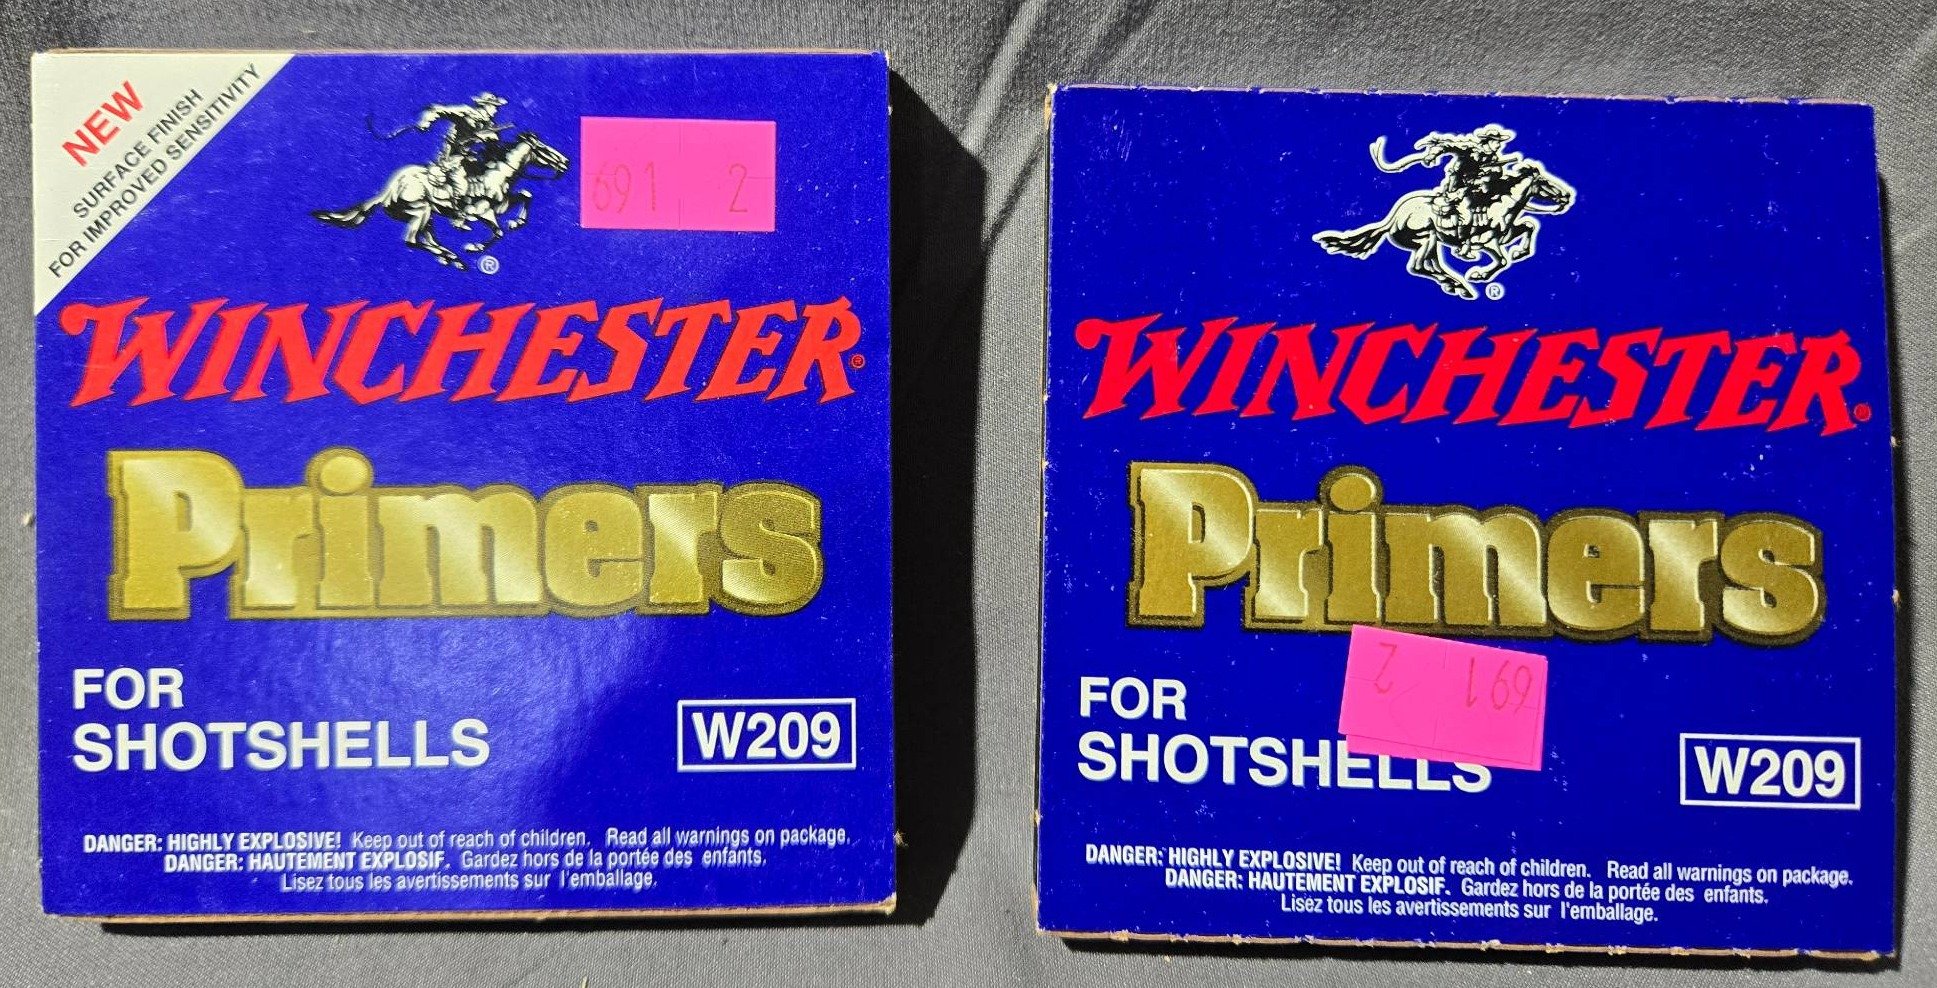 NEW
SURFACE FINISH
FOR IMPROVED SENSITIVITY
691 2
®
WINCHESTER®
Primers
FOR
SHOTSHELLS
W209
DANGER: HIGHLY EXPLOSIVE! Keep out of reach of children. Read all warnings on package.
DANGER: HAUTEMENT EXPLOSIF. Gardez hors de la portée des enfants.
Lisez tous les avertissements sur l'emballage.
®
WINCHESTER®
Primers
691 2
FOR
SHOTSHELLS
W209
DANGER: HIGHLY EXPLOSIVE! Keep out of reach of children. Read all warnings on package.
DANGER: HAUTEMENT EXPLOSIF. Gardez hors de la portée des enfants.
Lisez tous les avertissements sur l'emballage.